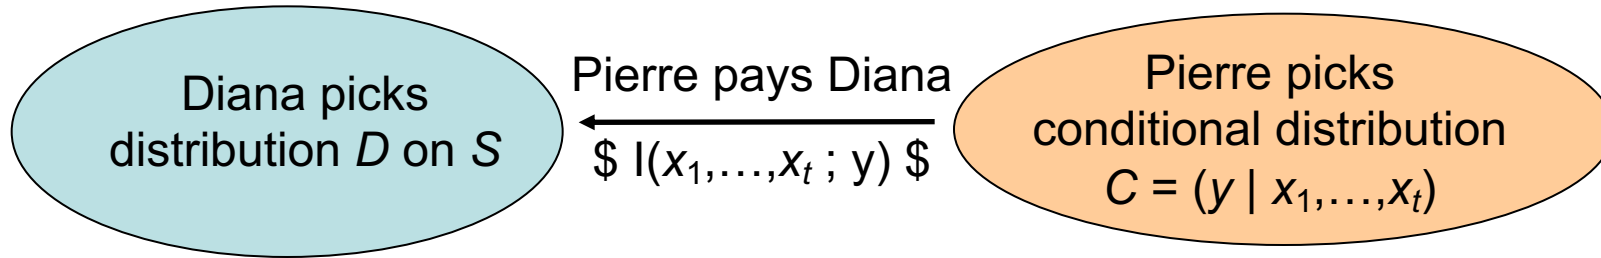 Diana picks
distribution D on S
Pierre pays Diana
$ I(x₁,…,xₜ ; y) $
Pierre picks
conditional distribution
C = (y | x₁,…,xₜ)